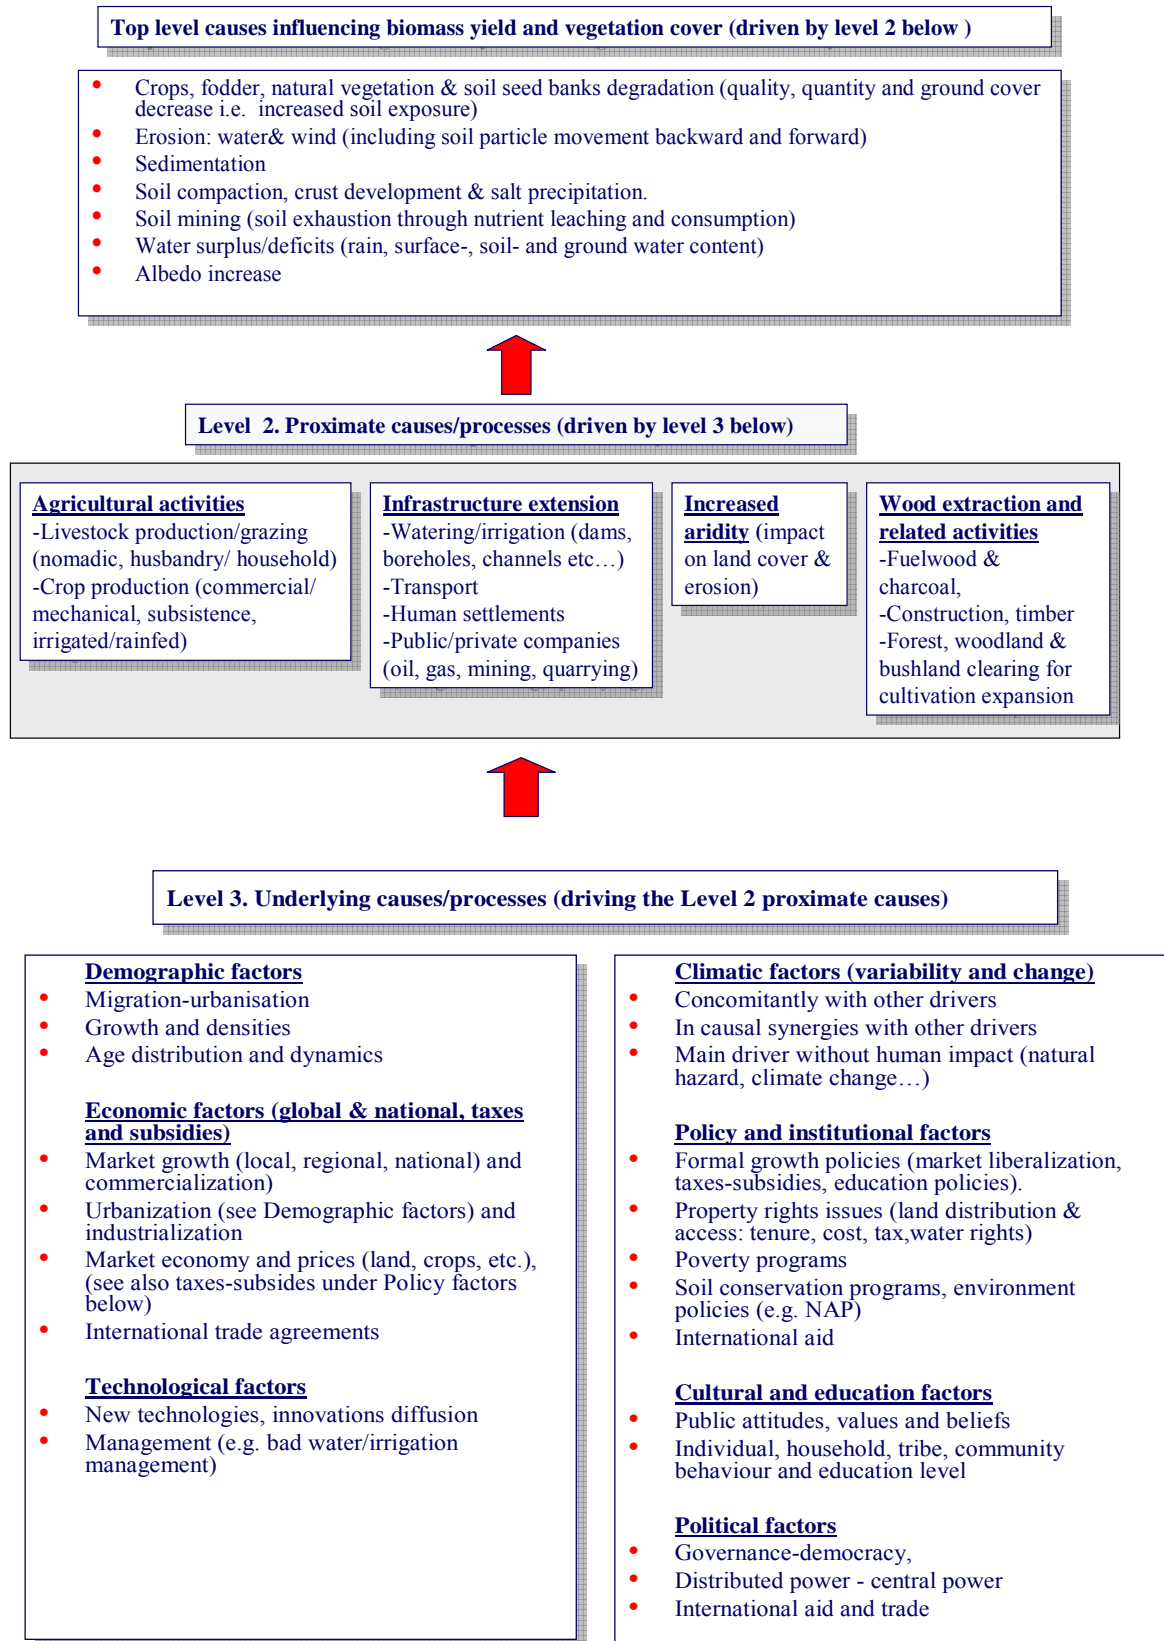 Top level causes influencing biomass yield and vegetation cover (driven by level 2 below )
• Crops, fodder, natural vegetation & soil seed banks degradation (quality, quantity and ground cover
decrease i.e. increased soil exposure)
• Erosion: water& wind (including soil particle movement backward and forward)
• Sedimentation
• Soil compaction, crust development & salt precipitation.
• Soil mining (soil exhaustion through nutrient leaching and consumption)
• Water surplus/deficits (rain, surface-, soil- and ground water content)
• Albedo increase
Level 2. Proximate causes/processes (driven by level 3 below)
Agricultural activities
-Livestock production/grazing
(nomadic, husbandry/ household)
-Crop production (commercial/
mechanical, subsistence,
irrigated/rainfed)
Infrastructure extension
-Watering/irrigation (dams,
boreholes, channels etc…)
-Transport
-Human settlements
-Public/private companies
(oil, gas, mining, quarrying)
Increased
aridity (impact
on land cover &
erosion)
Wood extraction and
related activities
-Fuelwood &
charcoal,
-Construction, timber
-Forest, woodland &
bushland clearing for
cultivation expansion
Level 3. Underlying causes/processes (driving the Level 2 proximate causes)
Demographic factors
• Migration-urbanisation
• Growth and densities
• Age distribution and dynamics
Economic factors (global & national, taxes
and subsidies)
• Market growth (local, regional, national) and
commercialization)
• Urbanization (see Demographic factors) and
industrialization
• Market economy and prices (land, crops, etc.),
(see also taxes-subsides under Policy factors
below)
• International trade agreements
Technological factors
• New technologies, innovations diffusion
• Management (e.g. bad water/irrigation
management)
Climatic factors (variability and change)
• Concomitantly with other drivers
• In causal synergies with other drivers
• Main driver without human impact (natural
hazard, climate change…)
Policy and institutional factors
• Formal growth policies (market liberalization,
taxes-subsidies, education policies).
• Property rights issues (land distribution &
access: tenure, cost, tax,water rights)
• Poverty programs
• Soil conservation programs, environment
policies (e.g. NAP)
• International aid
Cultural and education factors
• Public attitudes, values and beliefs
• Individual, household, tribe, community
behaviour and education level
Political factors
• Governance-democracy,
• Distributed power - central power
• International aid and trade